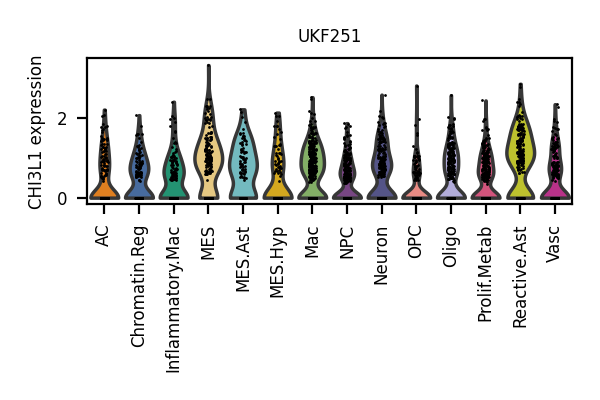 UKF251
CHI3L1 expression
2
0
AC
Chromatin.Reg
Inflammatory.Mac
MES
MES.Ast
MES.Hyp
Mac
NPC
Neuron
OPC
Oligo
Prolif.Metab
Reactive.Ast
Vasc